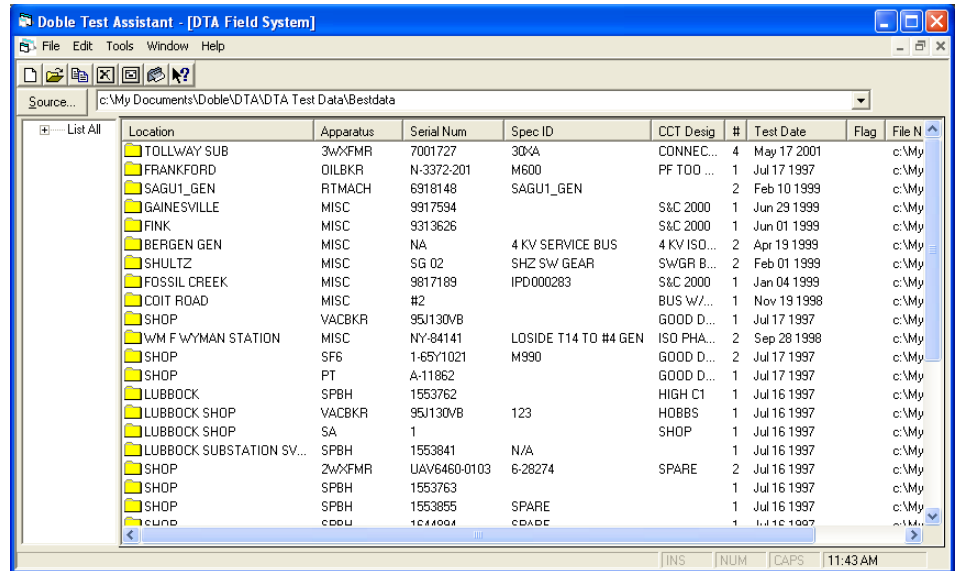 Doble Test Assistant - [DTA Field System]
File Edit Tools Window Help
Source... c:\My Documents\Doble\DTA\DTA Test Data\Bestdata
List All
Location Apparatus Serial Num Spec ID CCT Desig # Test Date Flag File N
TOLLWAY SUB 3WXFMR 7001727 30XA CONNEC... 4 May 17 2001 c:\My
FRANKFORD OILBKR N-3372-201 M600 PF TOO ... 1 Jul 17 1997 c:\My
SAGU1_GEN RTMACH 6918148 SAGU1_GEN 2 Feb 10 1999 c:\My
GAINESVILLE MISC 9917594 S&C 2000 1 Jun 29 1999 c:\My
FINK MISC 9313626 S&C 2000 1 Jun 01 1999 c:\My
BERGEN GEN MISC NA 4 KV SERVICE BUS 4 KV ISO... 2 Apr 19 1999 c:\My
SHULTZ MISC SG 02 SHZ SW GEAR SWGR B... 2 Feb 01 1999 c:\My
FOSSIL CREEK MISC 9817189 IPD000283 S&C 2000 1 Jan 04 1999 c:\My
COIT ROAD MISC #2 BUS W/... 1 Nov 19 1998 c:\My
SHOP VACBKR 95J130VB GOOD D... 1 Jul 17 1997 c:\My
WM F WYMAN STATION MISC NY-84141 LOSIDE T14 TO #4 GEN ISO PHA... 2 Sep 28 1998 c:\My
SHOP SF6 1-65Y1021 M990 GOOD D... 2 Jul 17 1997 c:\My
SHOP PT A-11862 GOOD D... 1 Jul 17 1997 c:\My
LUBBOCK SPBH 1553762 HIGH C1 1 Jul 16 1997 c:\My
LUBBOCK SHOP VACBKR 95J130VB 123 HOBBS 1 Jul 16 1997 c:\My
LUBBOCK SHOP SA 1 SHOP 1 Jul 16 1997 c:\My
LUBBOCK SUBSTATION SV... SPBH 1553841 N/A 1 Jul 16 1997 c:\My
SHOP 2WXFMR UAV6460-0103 6-28274 SPARE 2 Jul 16 1997 c:\My
SHOP SPBH 1553763 1 Jul 16 1997 c:\My
SHOP SPBH 1553855 SPARE 1 Jul 16 1997 c:\My
SHOP SPBH 1644994 SPARE 1 Jul 16 1997 c:\My
INS NUM CAPS 11:43 AM